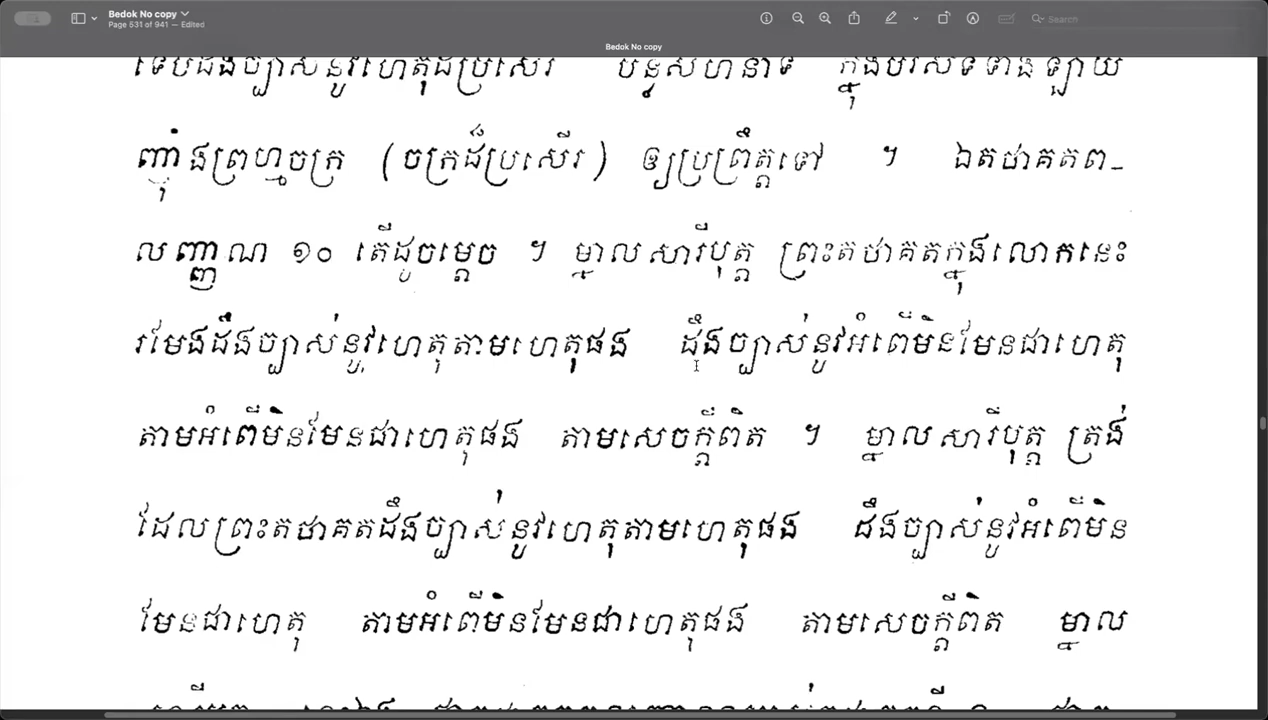 Bedok No copy
Page 531 of 941 — Edited
Search
Bedok No copy
ញ៉ាំងព្រហ្មចក្រ (ចក្រដ៏ប្រសើរ) ឲ្យប្រព្រឹត្តទៅ ។ ឯតថាគតព-
លញ្ញាណ ១០ តើដូចម្តេច ។ ម្នាលសារីបុត្ត ព្រះតថាគតក្នុងលោកនេះ
រមែងដឹងច្បាស់នូវហេតុតាមហេតុផង ដឹងច្បាស់នូវអំពើមិនមែនជាហេតុ
តាមអំពើមិនមែនជាហេតុផង តាមសេចក្តីពិត ។ ម្នាលសារីបុត្ត ត្រង់
ដែលព្រះតថាគតដឹងច្បាស់នូវហេតុតាមហេតុផង ដឹងច្បាស់នូវអំពើមិន
មែនជាហេតុ តាមអំពើមិនមែនជាហេតុផង តាមសេចក្តីពិត ម្នាល